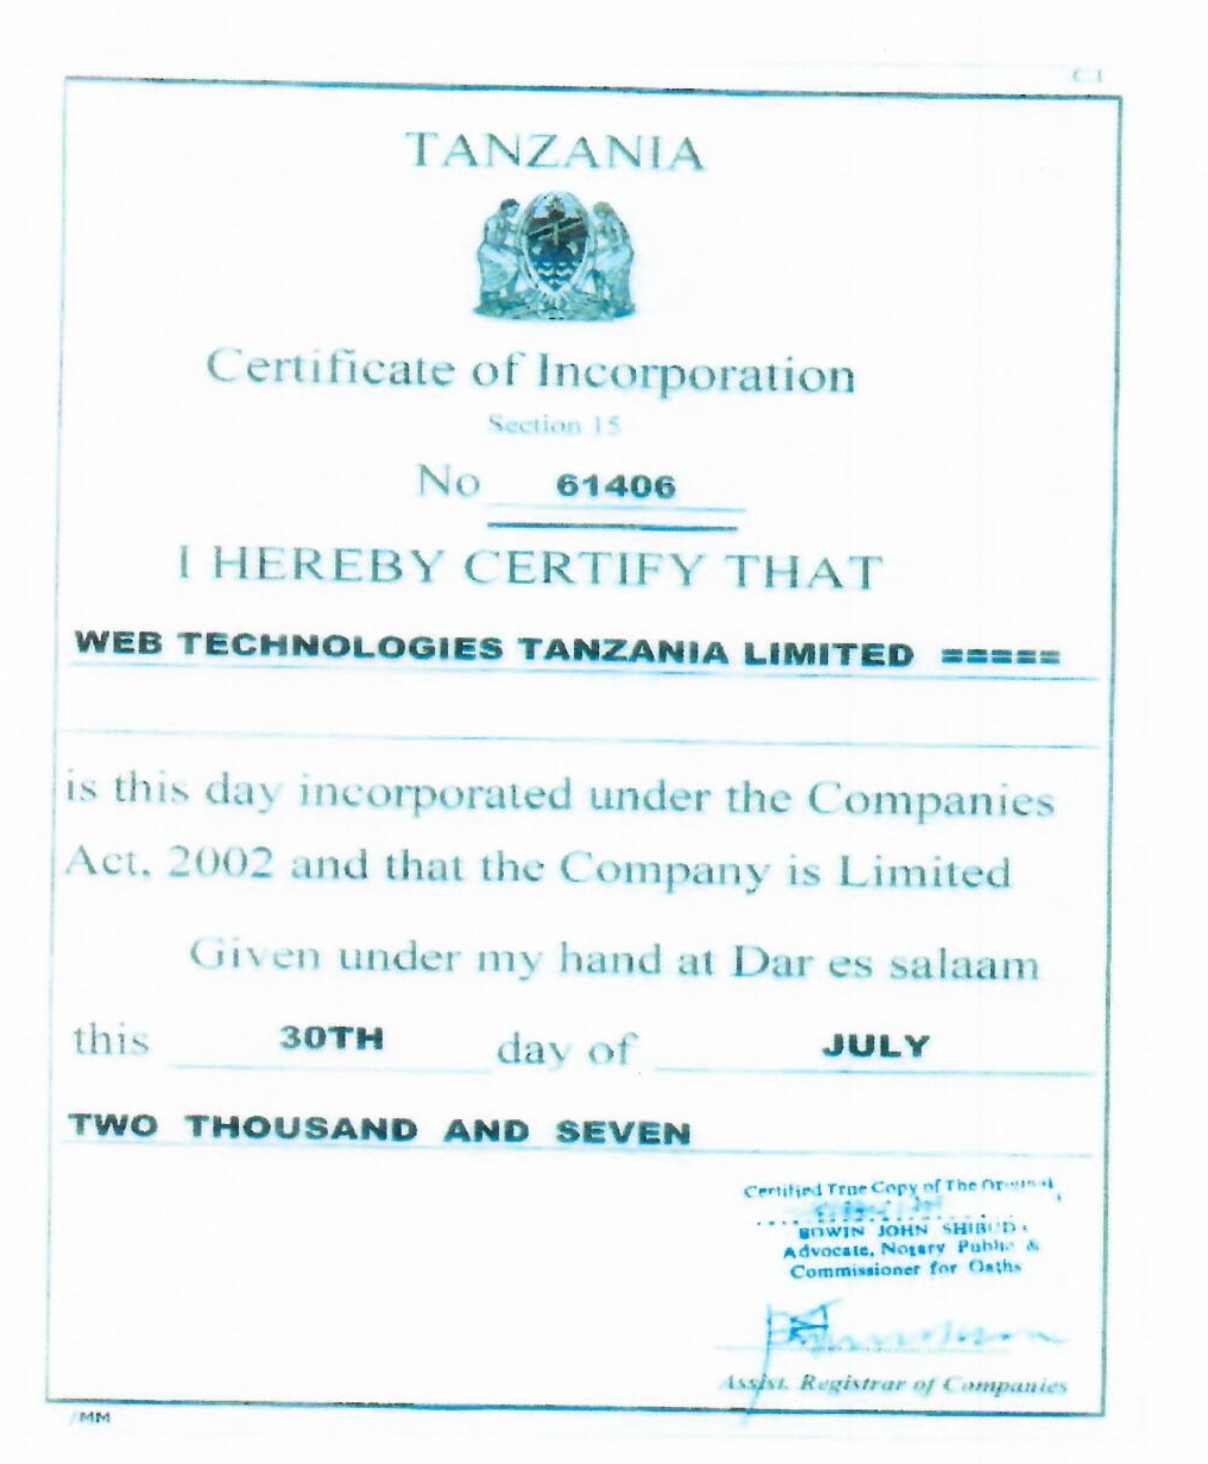 C.1
TANZANIA
Certificate of Incorporation
Section 15
No 61406
I HEREBY CERTIFY THAT
WEB TECHNOLOGIES TANZANIA LIMITED =====
is this day incorporated under the Companies
Act, 2002 and that the Company is Limited
Given under my hand at Dar es salaam
this 30TH day of JULY
TWO THOUSAND AND SEVEN
Certified True Copy of The Original
EDWIN JOHN
Advocate, Notary Public &
Commissioner for Oaths
Assist. Registrar of Companies
/MM